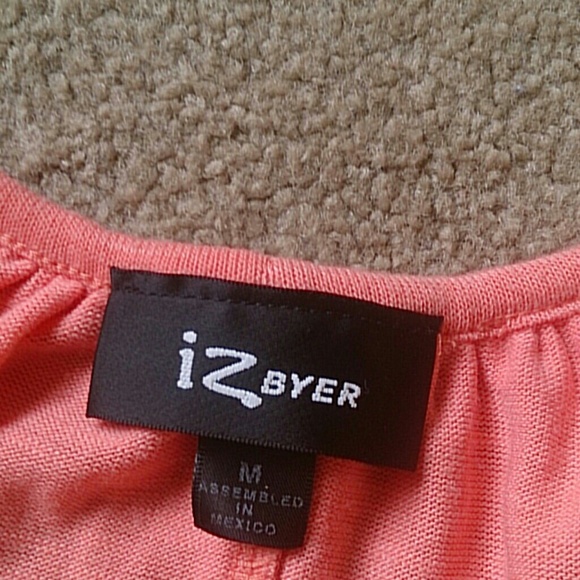 iz BYER
M
ASSEMBLED
IN
MEXICO